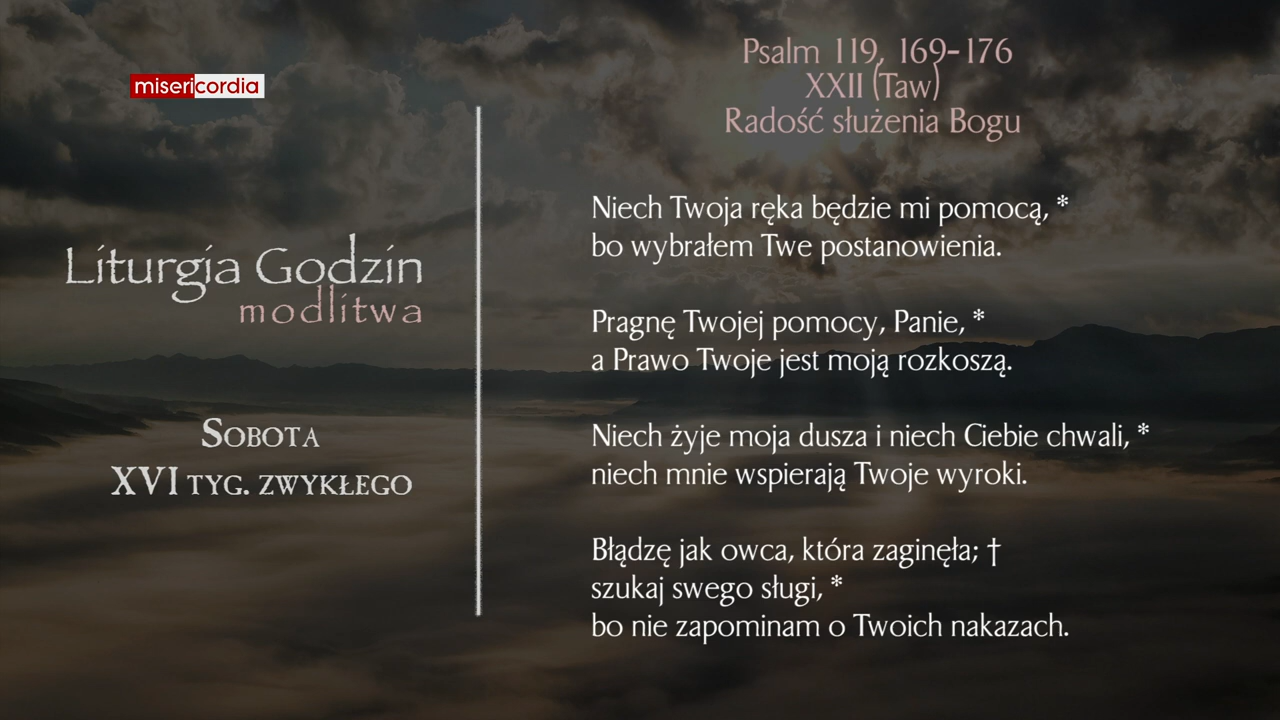 misericordia
Liturgia Godzin
modlitwa
Sobota
XVI tyg. zwykłego
Psalm 119, 169-176
XXII (Taw)
Radość służenia Bogu
Niech Twoja ręka będzie mi pomocą, *
bo wybrałem Twe postanowienia.
Pragnę Twojej pomocy, Panie, *
a Prawo Twoje jest moją rozkoszą.
Niech żyje moja dusza i niech Ciebie chwali, *
niech mnie wspierają Twoje wyroki.
Błądzę jak owca, która zaginęła; †
szukaj swego sługi, *
bo nie zapominam o Twoich nakazach.